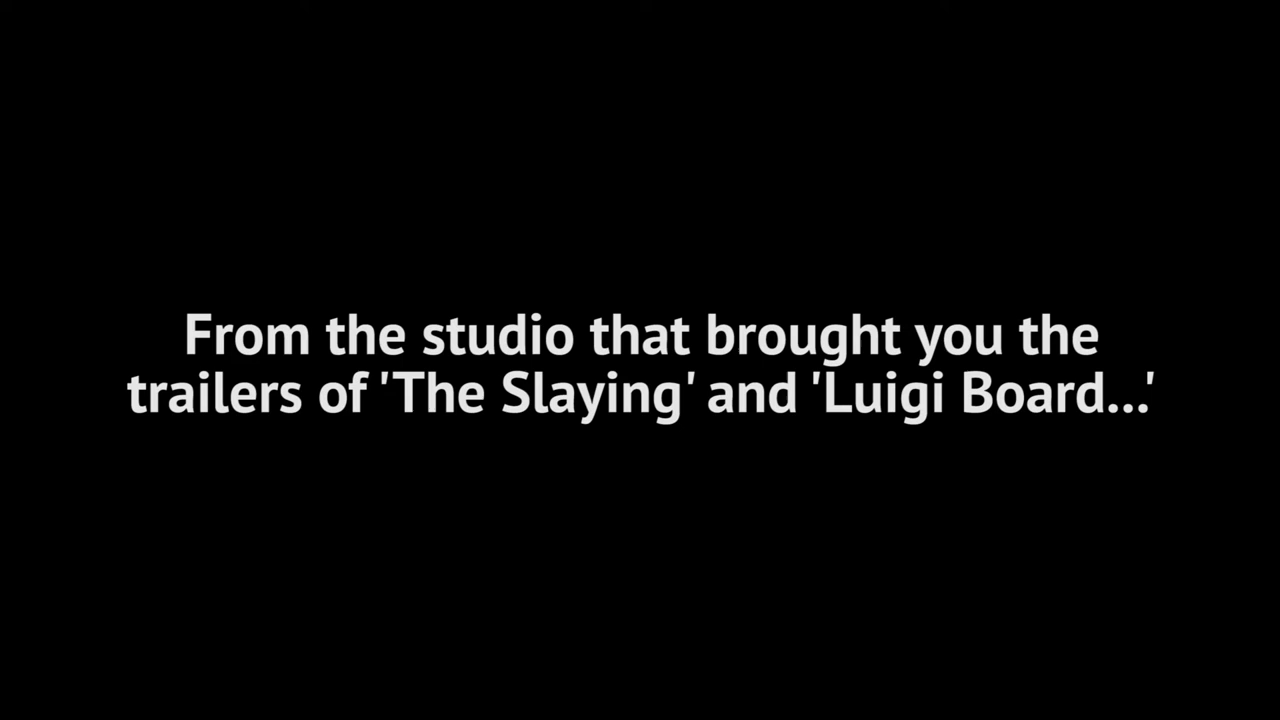 From the studio that brought you the
trailers of 'The Slaying' and 'Luigi Board...'